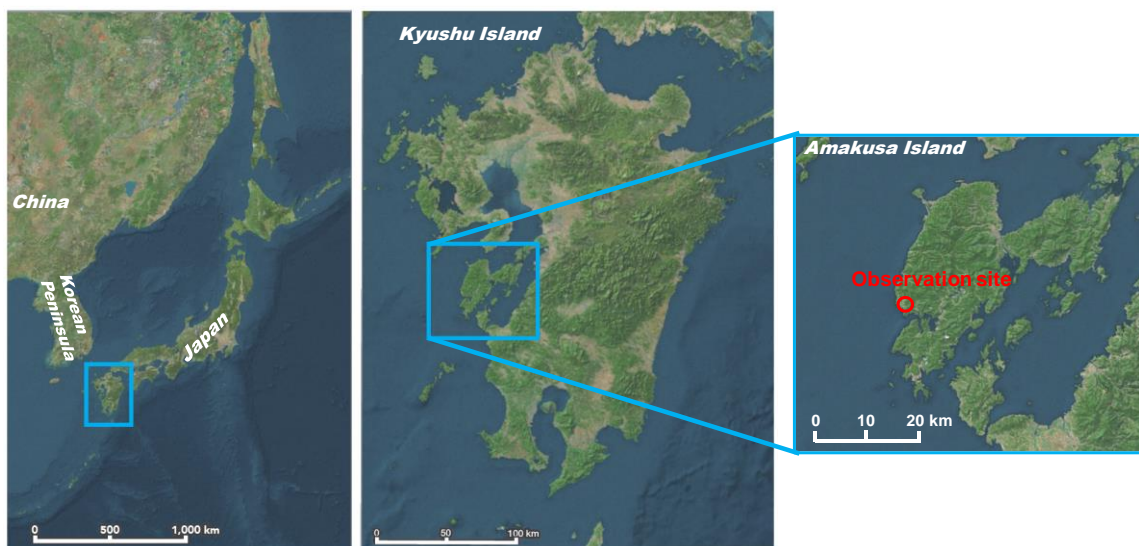 China
Korean
Peninsula
Japan
0 500 1,000 km
Kyushu Island
0 50 100 km
Amakusa Island
Observation site
0 10 20 km